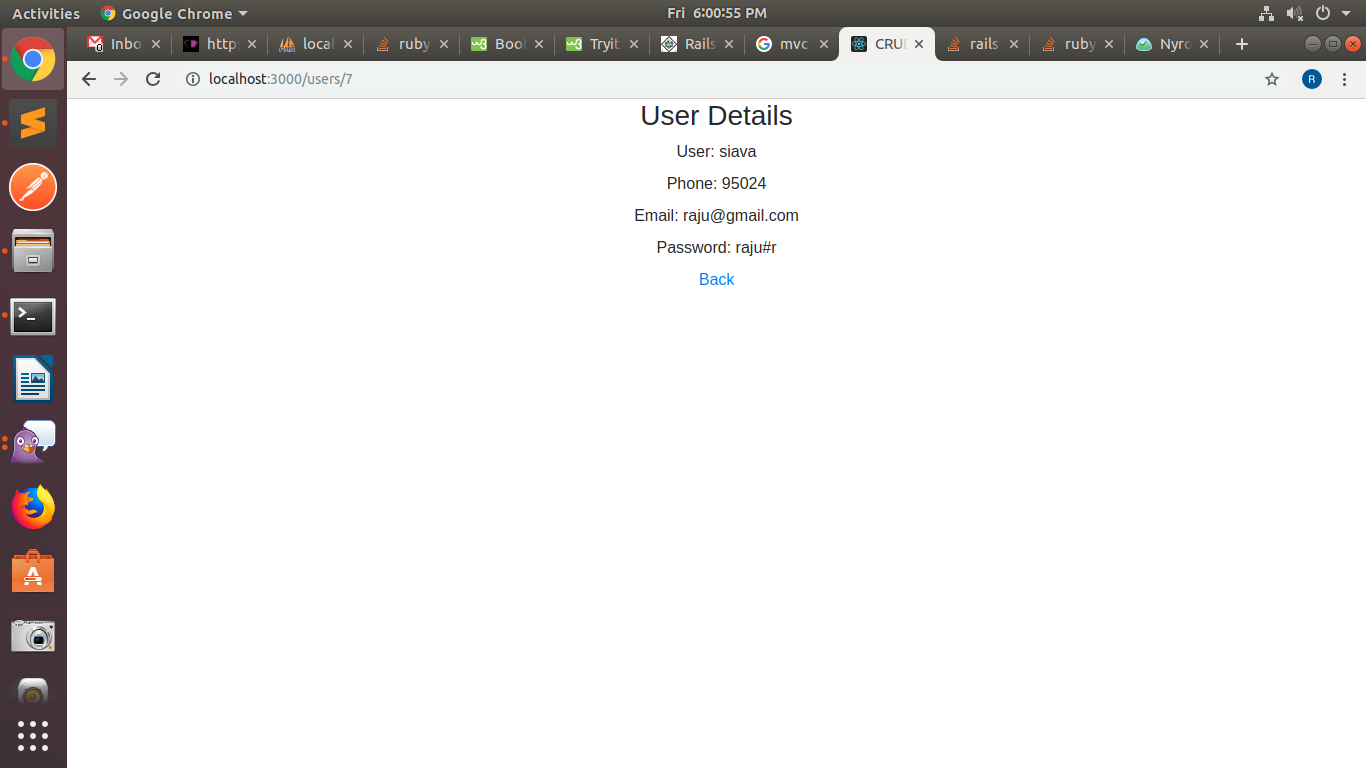 Activities Google Chrome Fri 6:00:55 PM
Inbo http local ruby Boot Tryit Rails mvc CRU rails ruby Nyro
localhost:3000/users/7 R
User Details
User: siava
Phone: 95024
Email: raju@gmail.com
Password: raju#r
Back